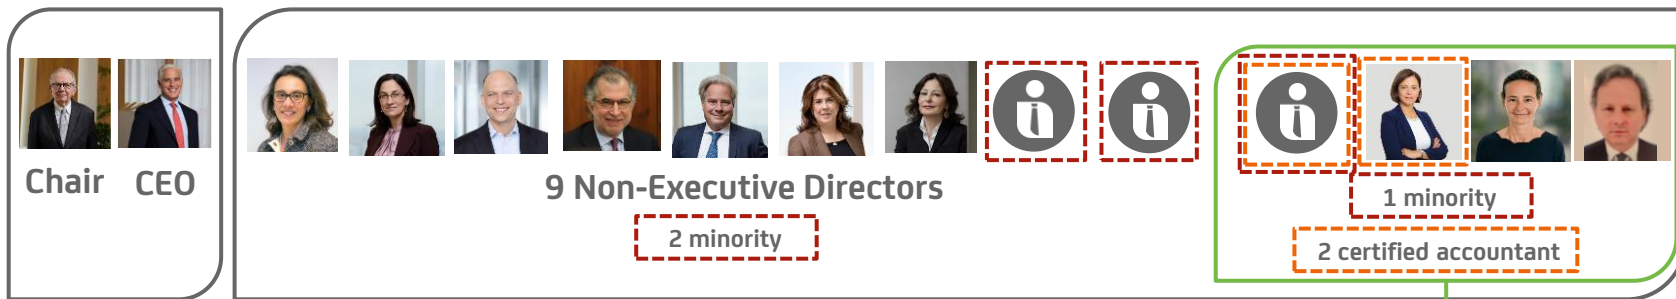 Chair
CEO
9 Non-Executive Directors
2 minority
1 minority
2 certified accountant